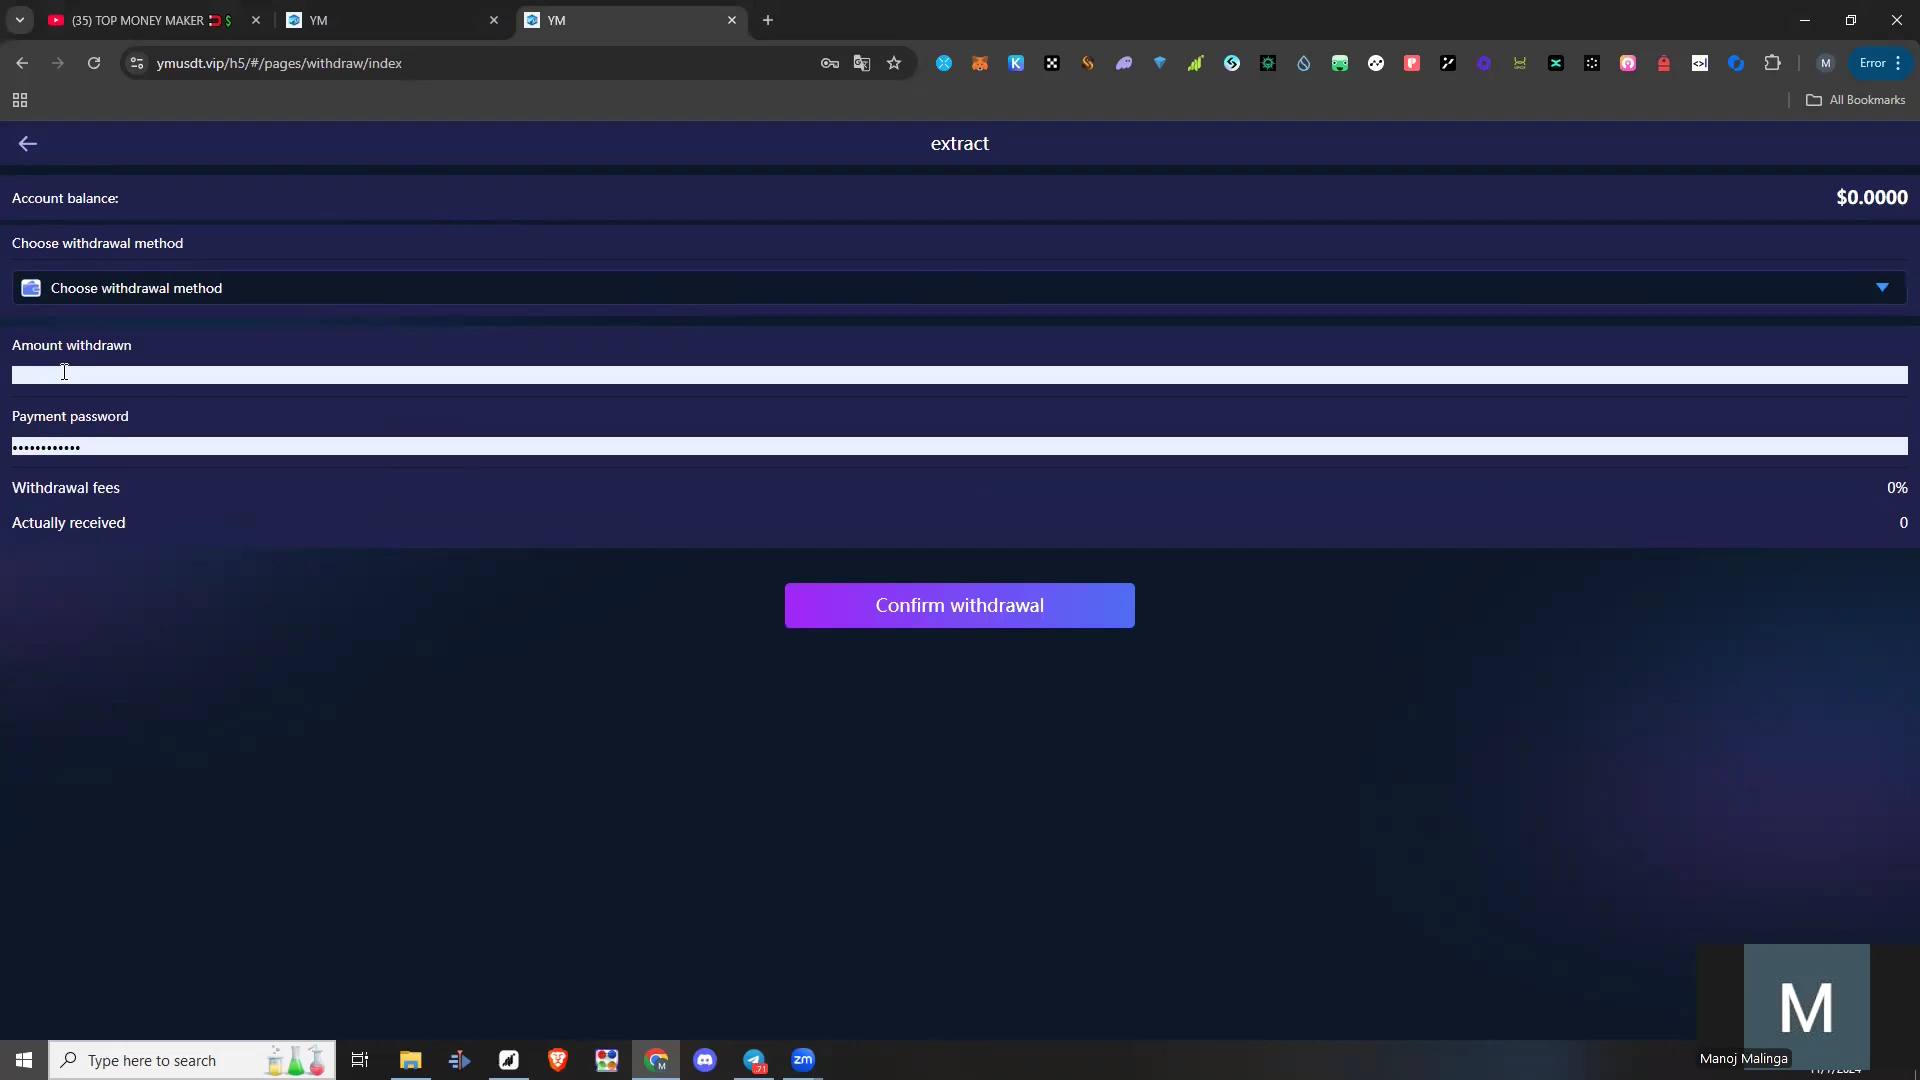 (35) TOP MONEY MAKER
YM
YM
ymusdt.vip/h5/#/pages/withdraw/index
M
Error
All Bookmarks
extract
Account balance:
$0.0000
Choose withdrawal method
Choose withdrawal method
Amount withdrawn
Payment password
••••••••••••
Withdrawal fees
0%
Actually received
0
Confirm withdrawal
M
Manoj Malinga
Type here to search
71
zm